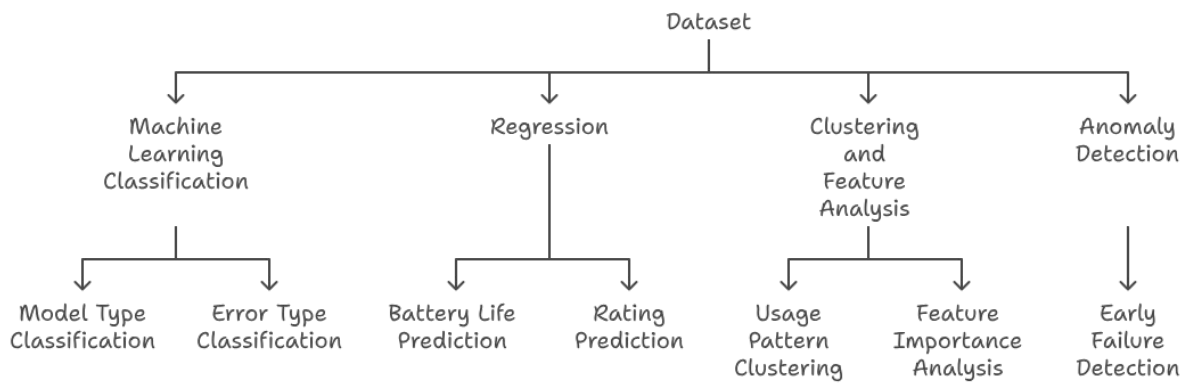 Dataset
Machine
Learning
Classification
Regression
Clustering
and
Feature
Analysis
Anomaly
Detection
Model Type
Classification
Error Type
Classification
Battery Life
Prediction
Rating
Prediction
Usage
Pattern
Clustering
Feature
Importance
Analysis
Early
Failure
Detection